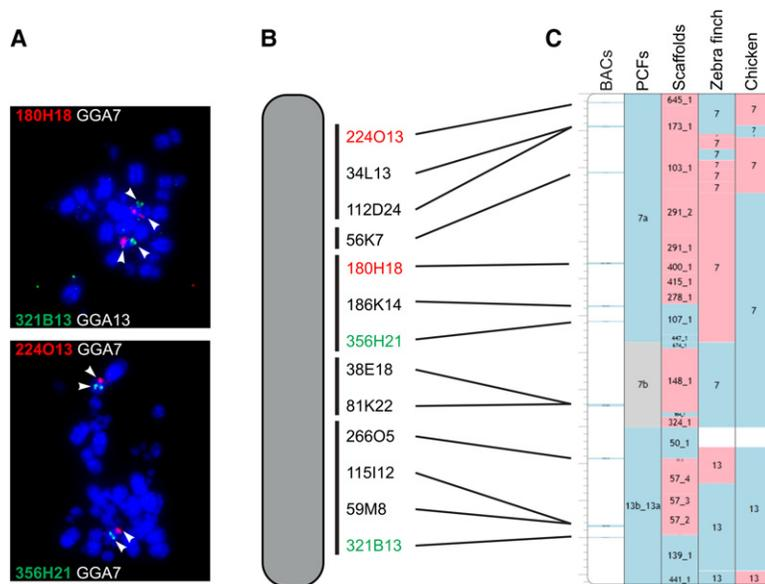 A
B
C
180H18 GGA7
321B13 GGA13
224O13 GGA7
356H21 GGA7
224O13
34L13
112D24
56K7
180H18
186K14
356H21
38E18
81K22
266O5
115I12
59M8
321B13
BACs
PCFs
Scaffolds
Zebra finch
Chicken
7a
7b
13b_13a
645_1
173_1
103_1
291_2
291_1
400_1
415_1
278_1
107_1
447_1
148_1
324_1
50_1
57_4
57_3
57_2
139_1
441_1
7
7
7
7
7
7
7
7
13
13
13
7
7
7
7
13
13